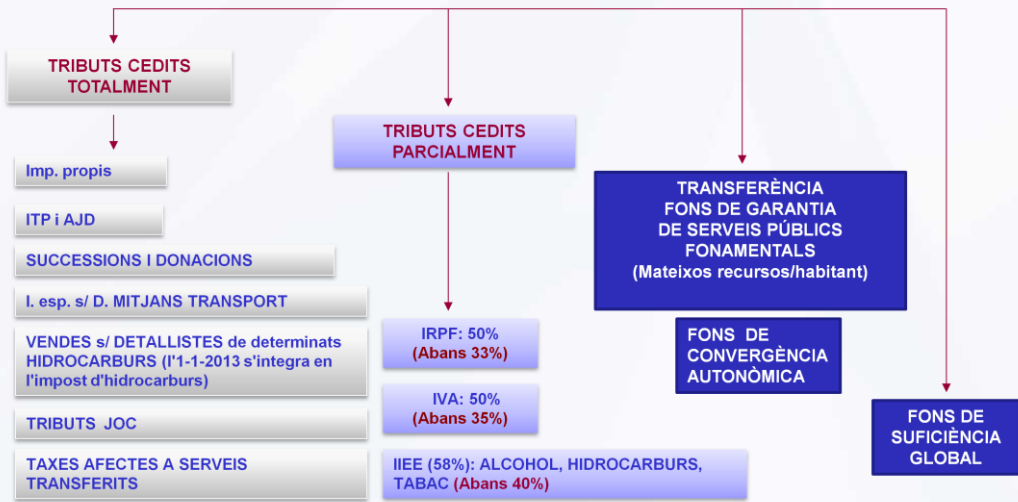 TRIBUTS CEDITS
TOTALMENT
Imp. propis
ITP i AJD
SUCCESSIONS I DONACIONS
I. esp. s/ D. MITJANS TRANSPORT
VENDES s/ DETALLISTES de determinats
HIDROCARBURS (l'1-1-2013 s'integra en
l'impost d'hidrocarburs)
TRIBUTS JOC
TAXES AFECTES A SERVEIS
TRANSFERITS
TRIBUTS CEDITS
PARCIALMENT
IRPF: 50%
(Abans 33%)
IVA: 50%
(Abans 35%)
IIEE (58%): ALCOHOL, HIDROCARBURS,
TABAC (Abans 40%)
TRANSFERÈNCIA
FONS DE GARANTIA
DE SERVEIS PÚBLICS
FONAMENTALS
(Mateixos recursos/habitant)
FONS DE
CONVERGÈNCIA
AUTONÒMICA
FONS DE
SUFICIÈNCIA
GLOBAL